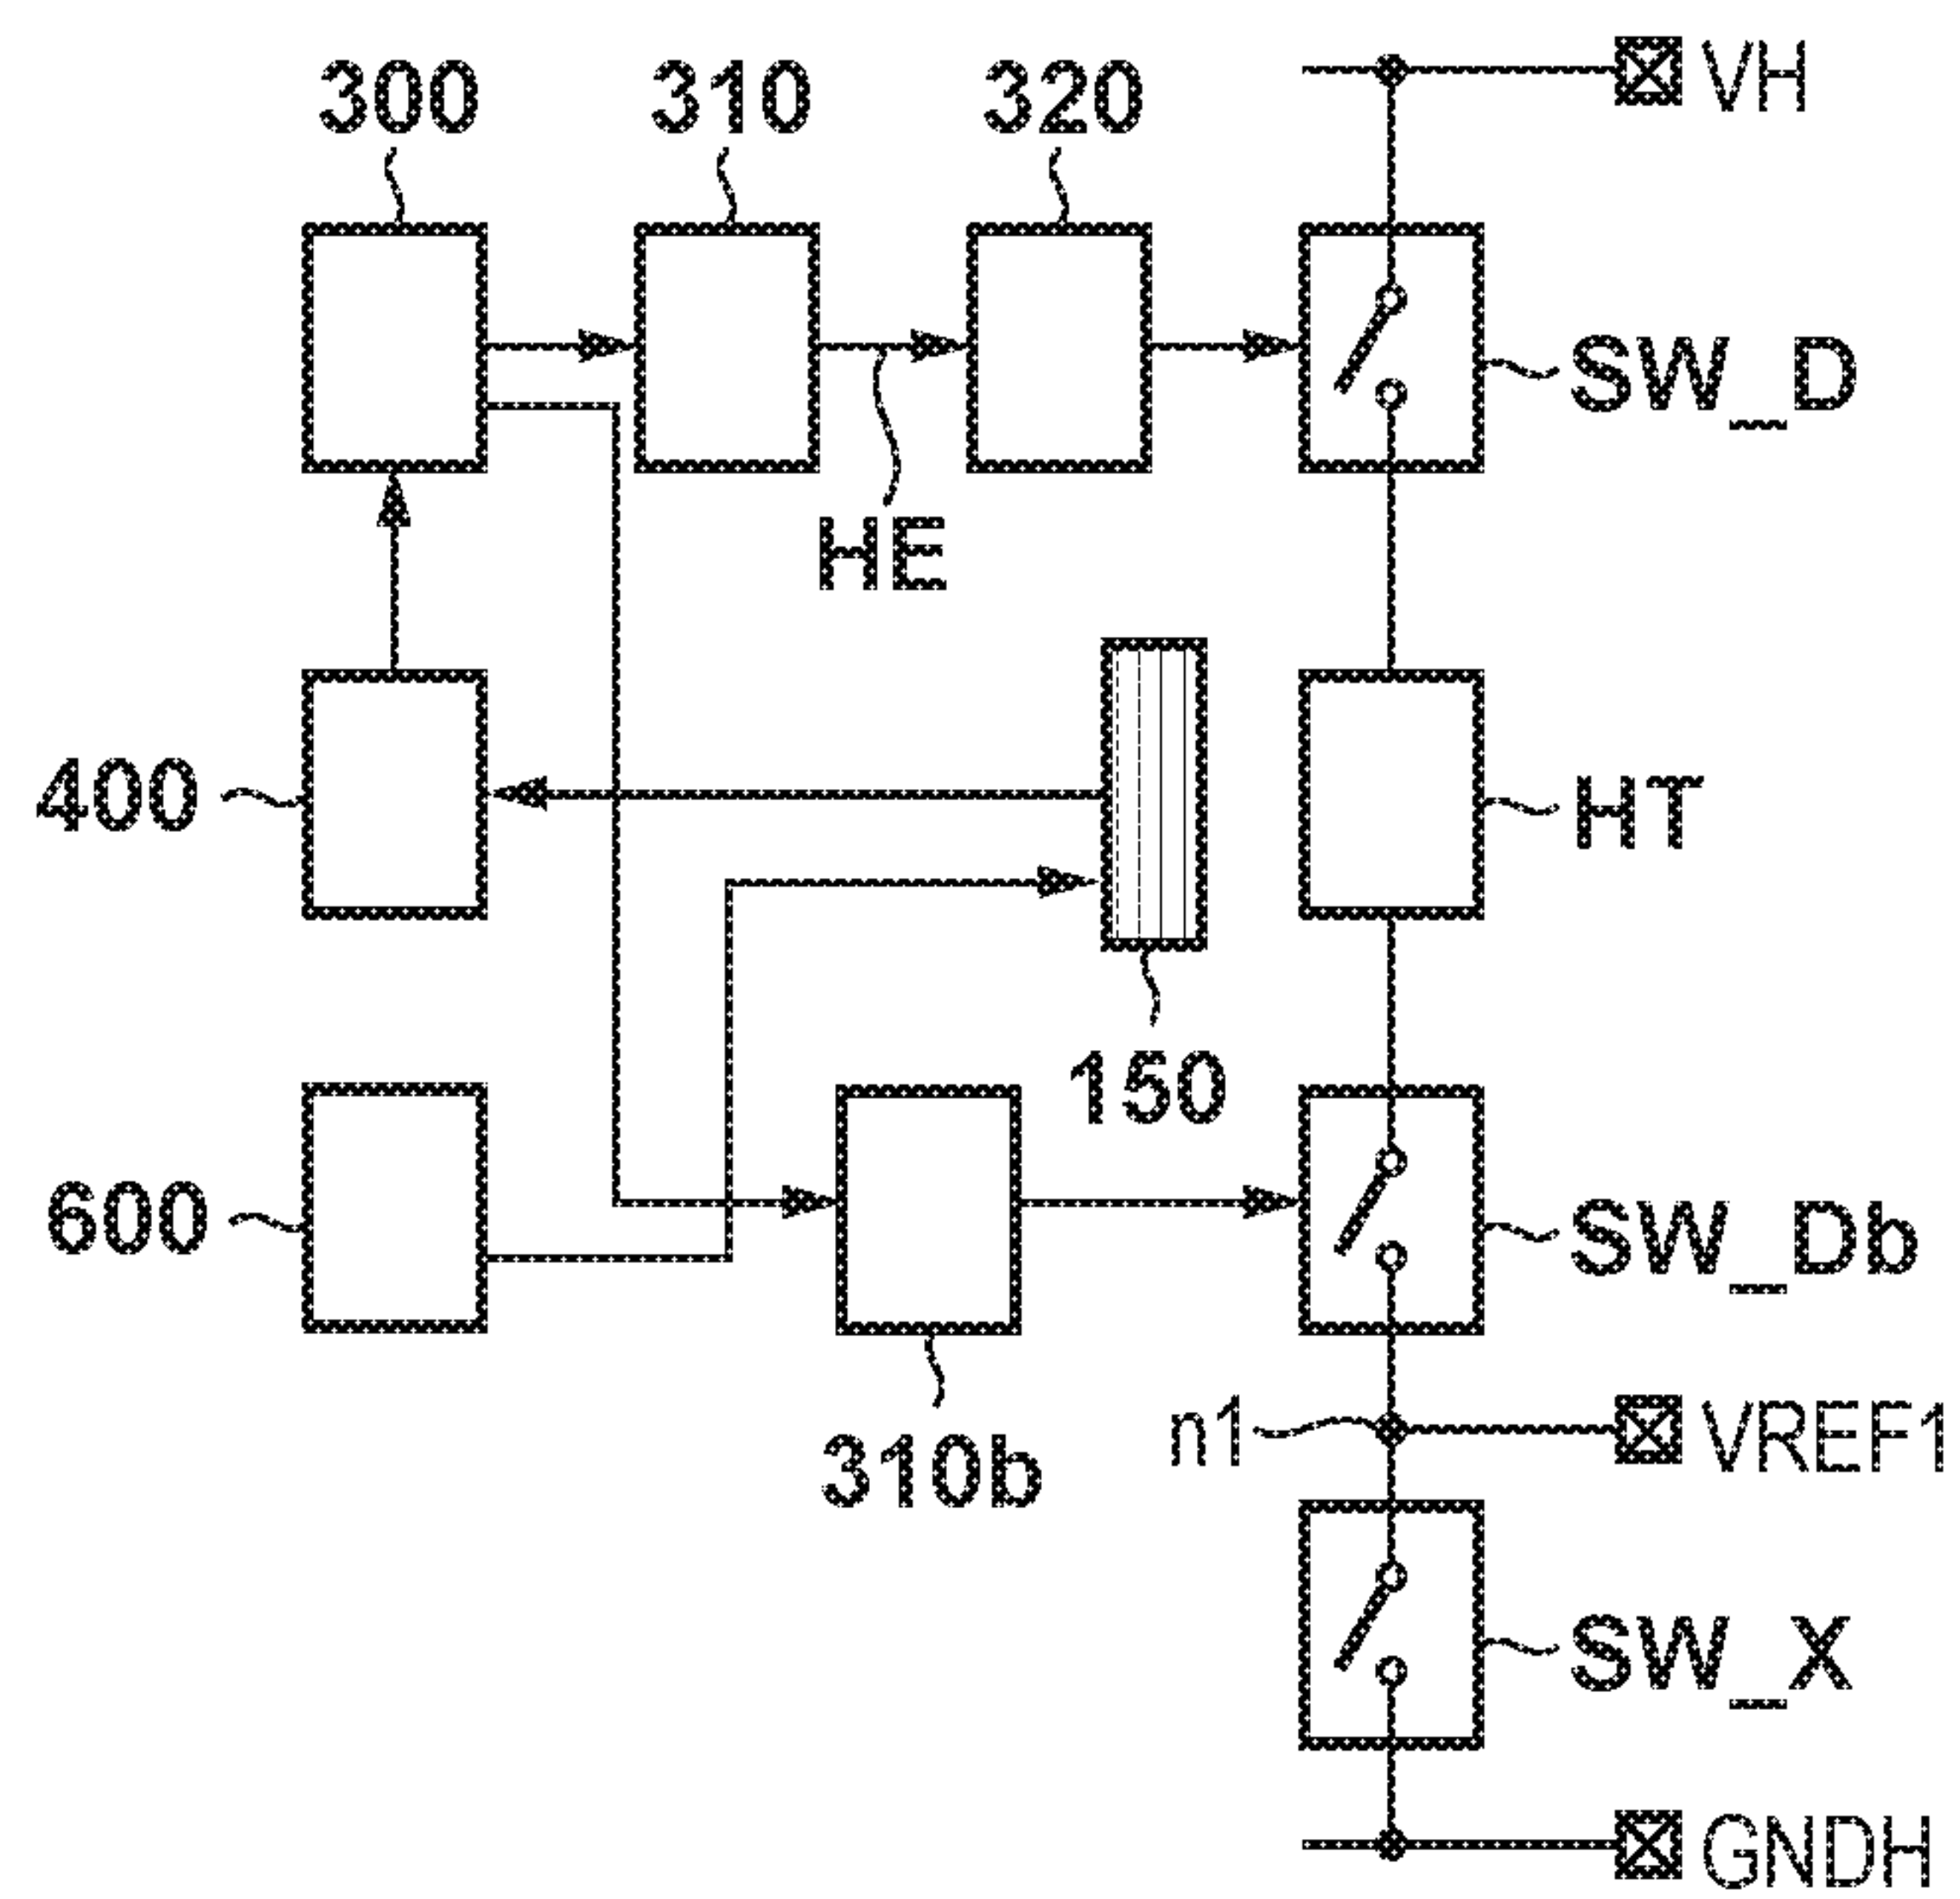 300
310
320
VH
SW_D
HE
400
HT
150
600
SW_Db
n1
VREF1
310b
SW_X
GNDH